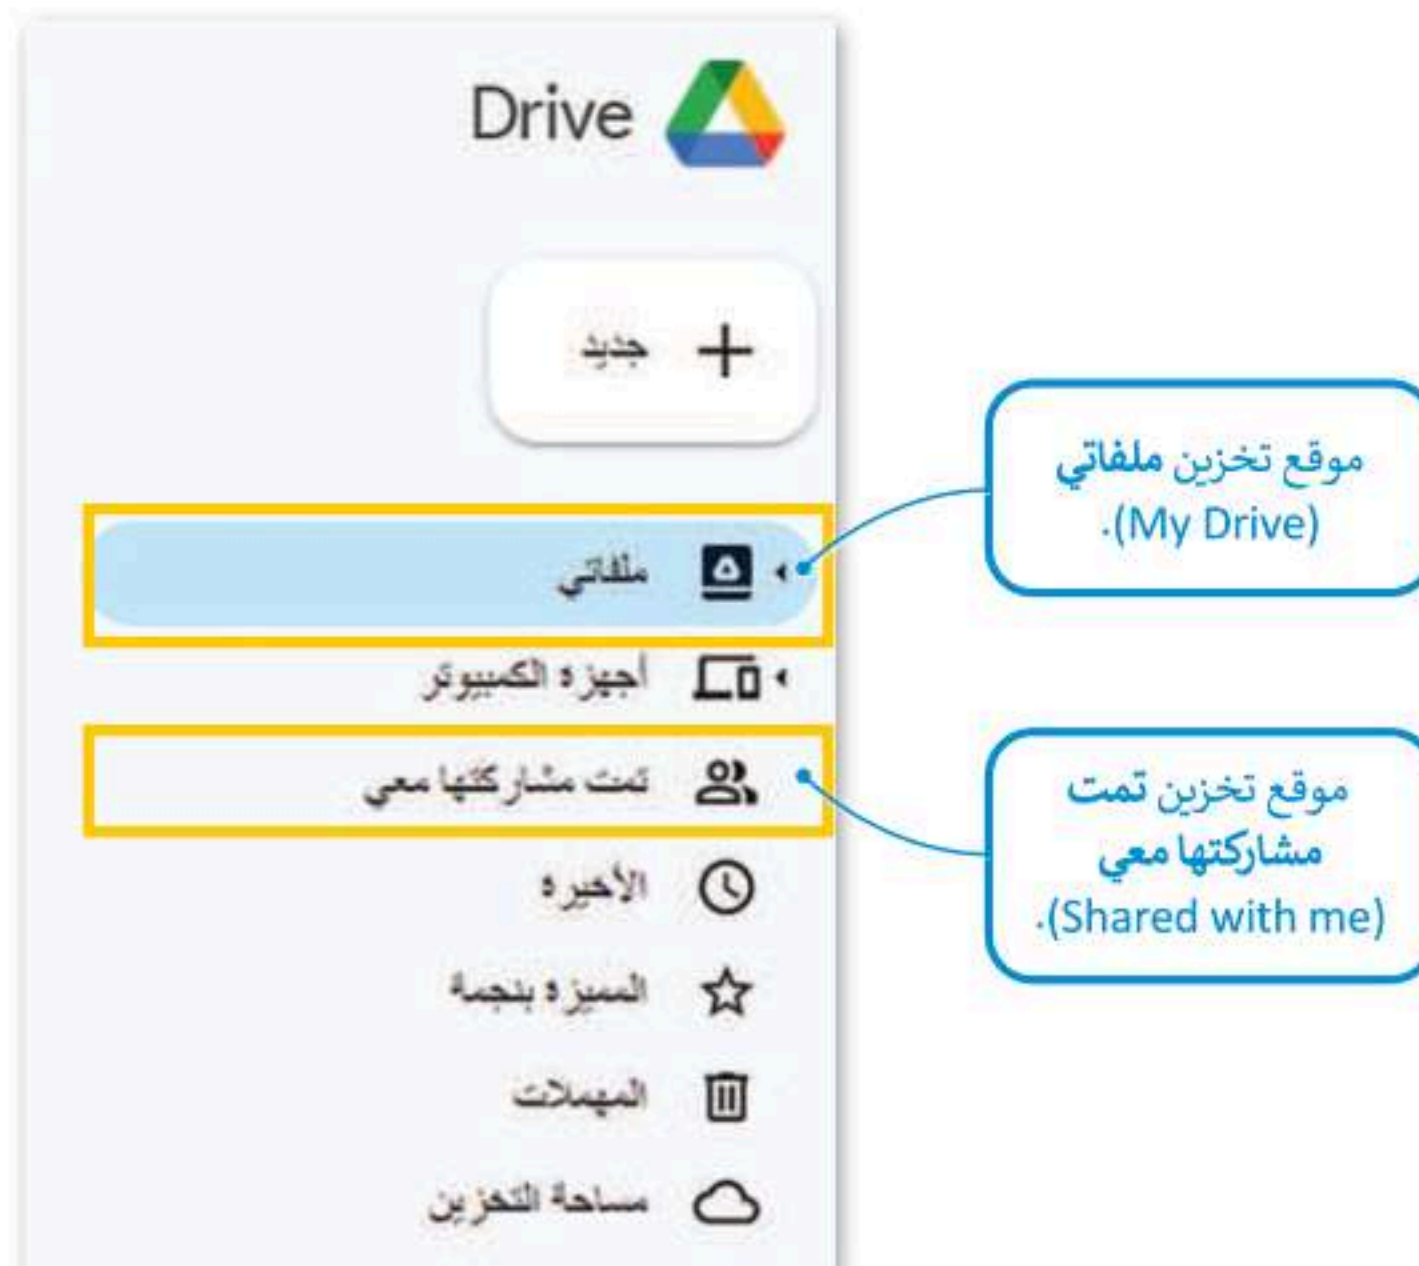 Drive
جديد
ملفاتي
أجهزة الكمبيوتر
تمت مشاركتها معي
الأخيرة
المميزة بنجمة
المهملات
مساحة التخزين
موقع تخزين ملفاتي
(My Drive).
موقع تخزين تمت
مشاركتها معي
(Shared with me).